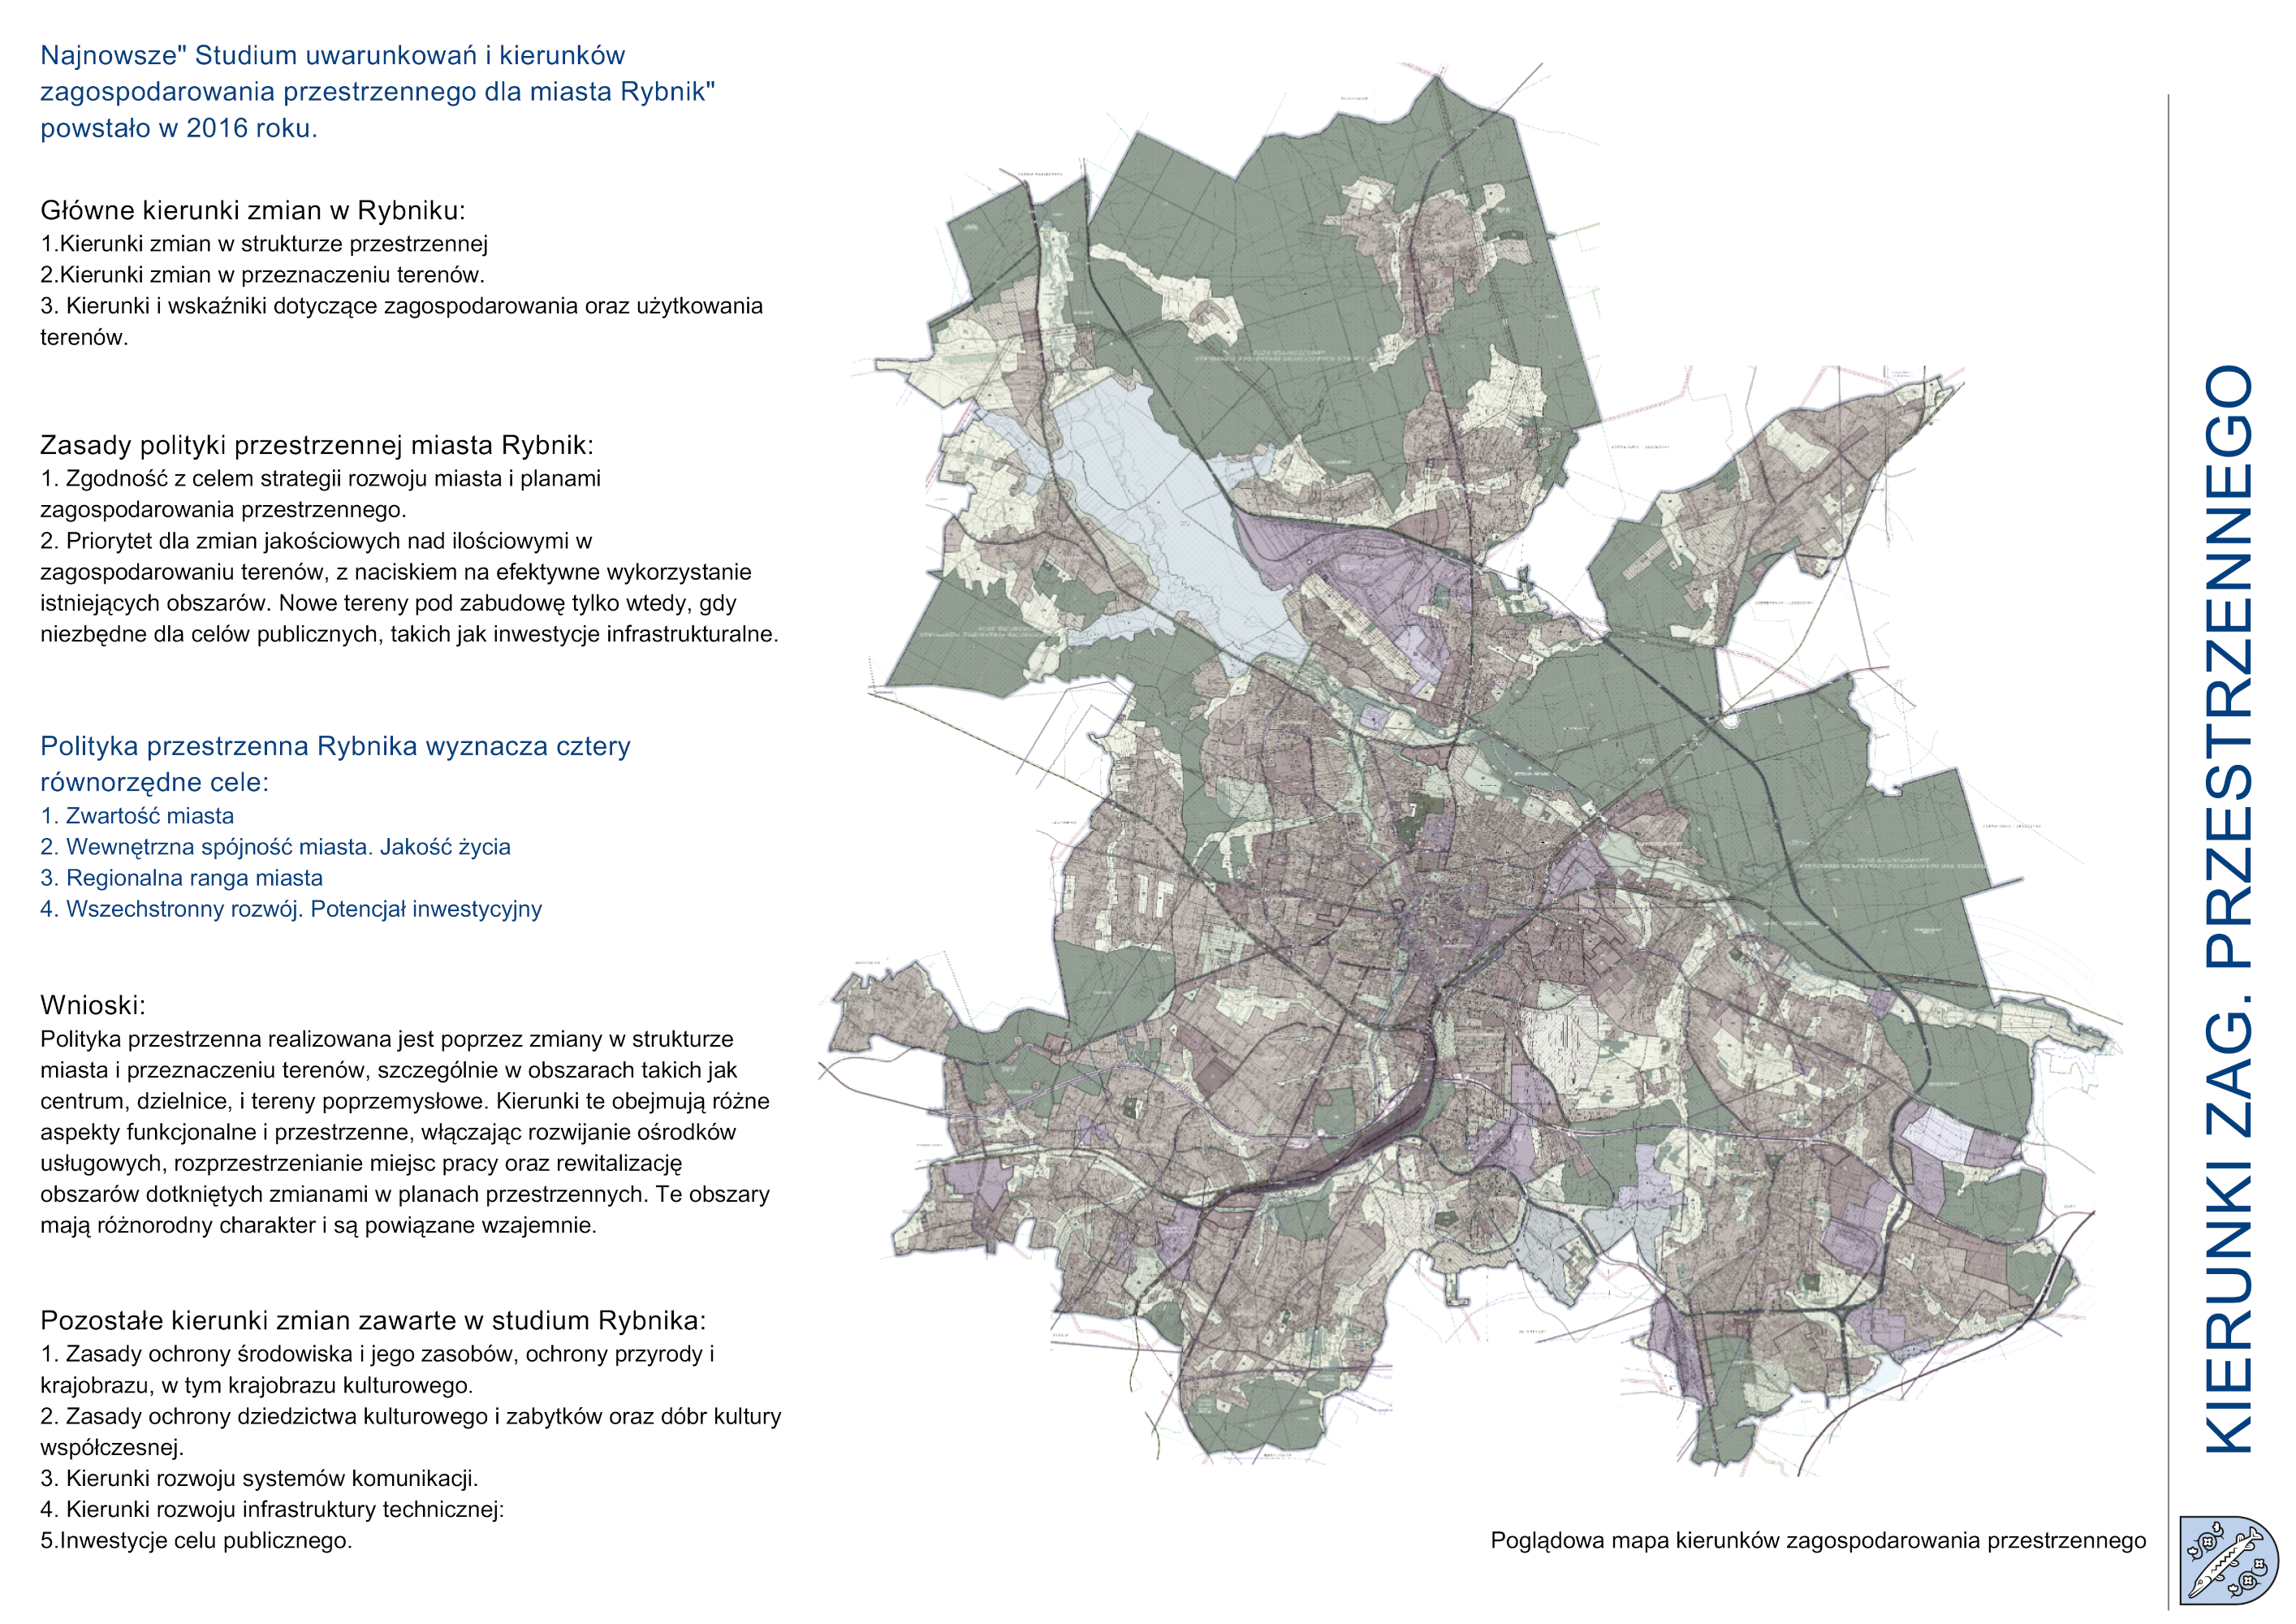 Najnowsze" Studium uwarunkowań i kierunków
zagospodarowania przestrzennego dla miasta Rybnik"
powstało w 2016 roku.
Główne kierunki zmian w Rybniku:
1.Kierunki zmian w strukturze przestrzennej
2.Kierunki zmian w przeznaczeniu terenów.
3. Kierunki i wskaźniki dotyczące zagospodarowania oraz użytkowania
terenów.
Zasady polityki przestrzennej miasta Rybnik:
1. Zgodność z celem strategii rozwoju miasta i planami
zagospodarowania przestrzennego.
2. Priorytet dla zmian jakościowych nad ilościowymi w
zagospodarowaniu terenów, z naciskiem na efektywne wykorzystanie
istniejących obszarów. Nowe tereny pod zabudowę tylko wtedy, gdy
niezbędne dla celów publicznych, takich jak inwestycje infrastrukturalne.
Polityka przestrzenna Rybnika wyznacza cztery
równorzędne cele:
1. Zwartość miasta
2. Wewnętrzna spójność miasta. Jakość życia
3. Regionalna ranga miasta
4. Wszechstronny rozwój. Potencjał inwestycyjny
Wnioski:
Polityka przestrzenna realizowana jest poprzez zmiany w strukturze
miasta i przeznaczeniu terenów, szczególnie w obszarach takich jak
centrum, dzielnice, i tereny poprzemysłowe. Kierunki te obejmują różne
aspekty funkcjonalne i przestrzenne, włączając rozwijanie ośrodków
usługowych, rozprzestrzenianie miejsc pracy oraz rewitalizację
obszarów dotkniętych zmianami w planach przestrzennych. Te obszary
mają różnorodny charakter i są powiązane wzajemnie.
Pozostałe kierunki zmian zawarte w studium Rybnika:
1. Zasady ochrony środowiska i jego zasobów, ochrony przyrody i
krajobrazu, w tym krajobrazu kulturowego.
2. Zasady ochrony dziedzictwa kulturowego i zabytków oraz dóbr kultury
współczesnej.
3. Kierunki rozwoju systemów komunikacji.
4. Kierunki rozwoju infrastruktury technicznej:
5.Inwestycje celu publicznego.
Poglądowa mapa kierunków zagospodarowania przestrzennego
KIERUNKI ZAG. PRZESTRZENNEGO